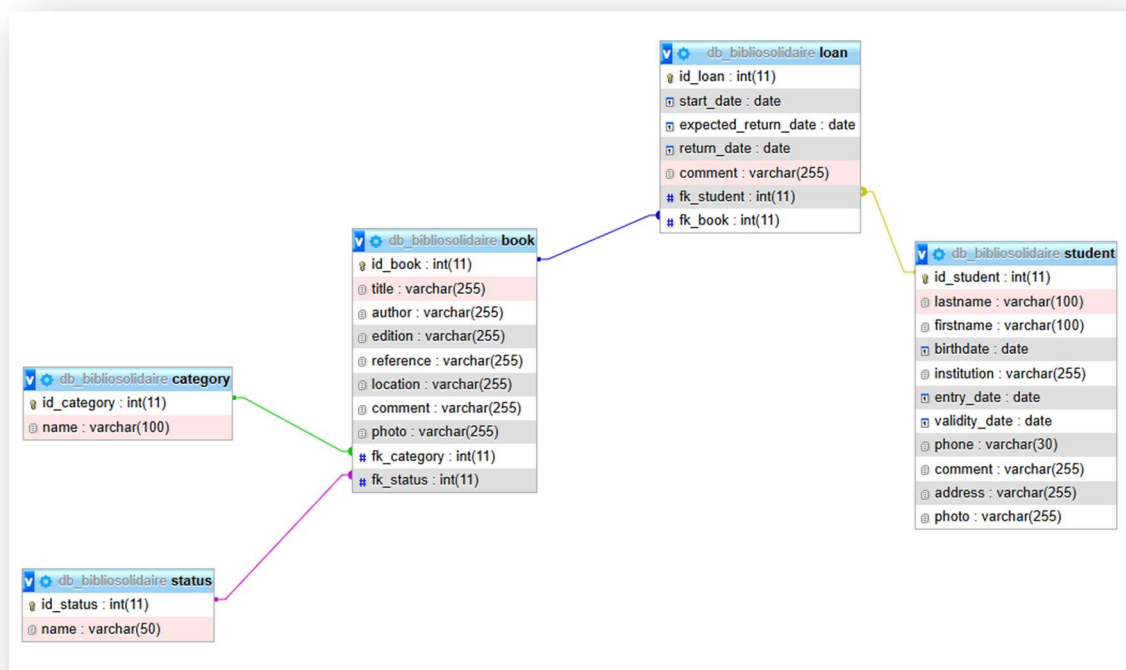 db_bibliosolidaire loan
id_loan : int(11)
start_date : date
expected_return_date : date
return_date : date
comment : varchar(255)
# fk_student : int(11)
# fk_book : int(11)
db_bibliosolidaire book
id_book : int(11)
title : varchar(255)
author : varchar(255)
edition : varchar(255)
reference : varchar(255)
location : varchar(255)
comment : varchar(255)
photo : varchar(255)
# fk_category : int(11)
# fk_status : int(11)
db_bibliosolidaire student
id_student : int(11)
lastname : varchar(100)
firstname : varchar(100)
birthdate : date
institution : varchar(255)
entry_date : date
validity_date : date
phone : varchar(30)
comment : varchar(255)
address : varchar(255)
photo : varchar(255)
db_bibliosolidaire category
id_category : int(11)
name : varchar(100)
db_bibliosolidaire status
id_status : int(11)
name : varchar(50)